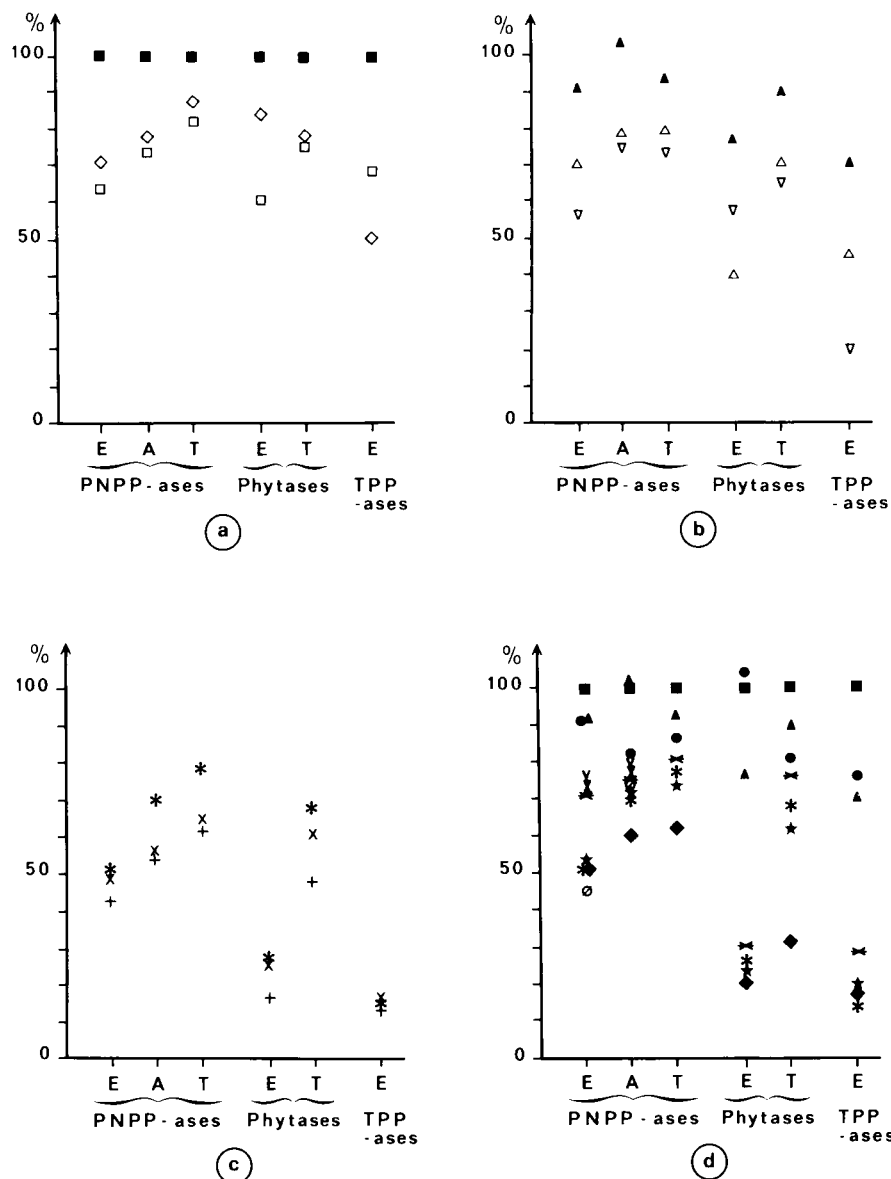 %
100
50
0
E A T E T E
PNPP-ases Phytases TPP
-ases
a
%
100
50
0
E A T E T E
PNPP-ases Phytases TPP
-ases
b
%
100
50
0
E A T E T E
PNPP-ases Phytases TPP
-ases
c
%
100
50
0
E A T E T E
PNPP-ases Phytases TPP
-ases
d